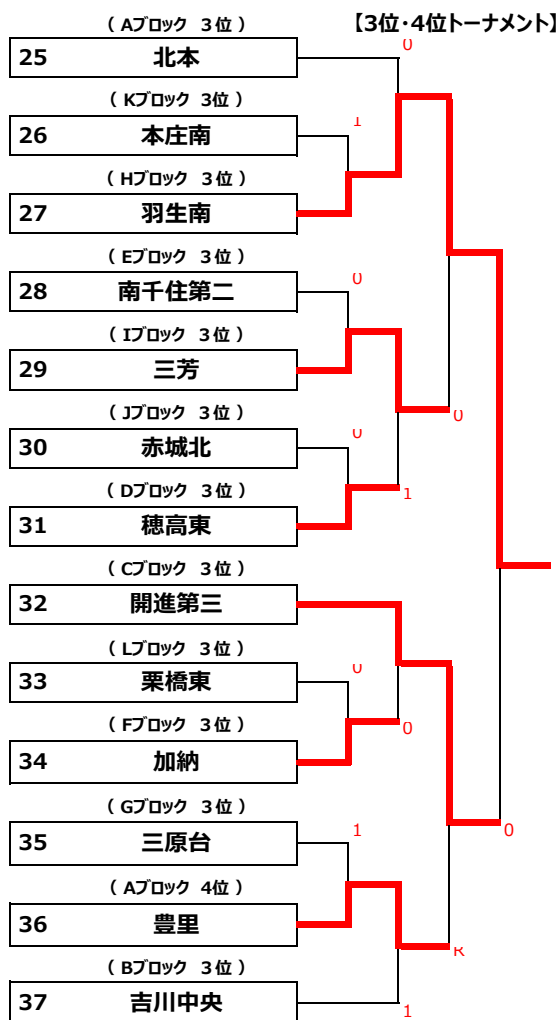 (Aブロック 3位)
【3位・4位トーナメント】
0
25 北本
(Kブロック 3位)
1
26 本庄南
(Hブロック 3位)
27 羽生南
(Eブロック 3位)
0
28 南千住第二
(Iブロック 3位)
29 三芳
(Jブロック 3位)
0
0
30 赤城北
(Dブロック 3位)
1
31 穂高東
(Cブロック 3位)
32 開進第三
(Lブロック 3位)
0
33 栗橋東
(Fブロック 3位)
0
34 加納
(Gブロック 3位)
1
0
35 三原台
(Aブロック 4位)
36 豊里
R
(Bブロック 3位)
37 吉川中央
1